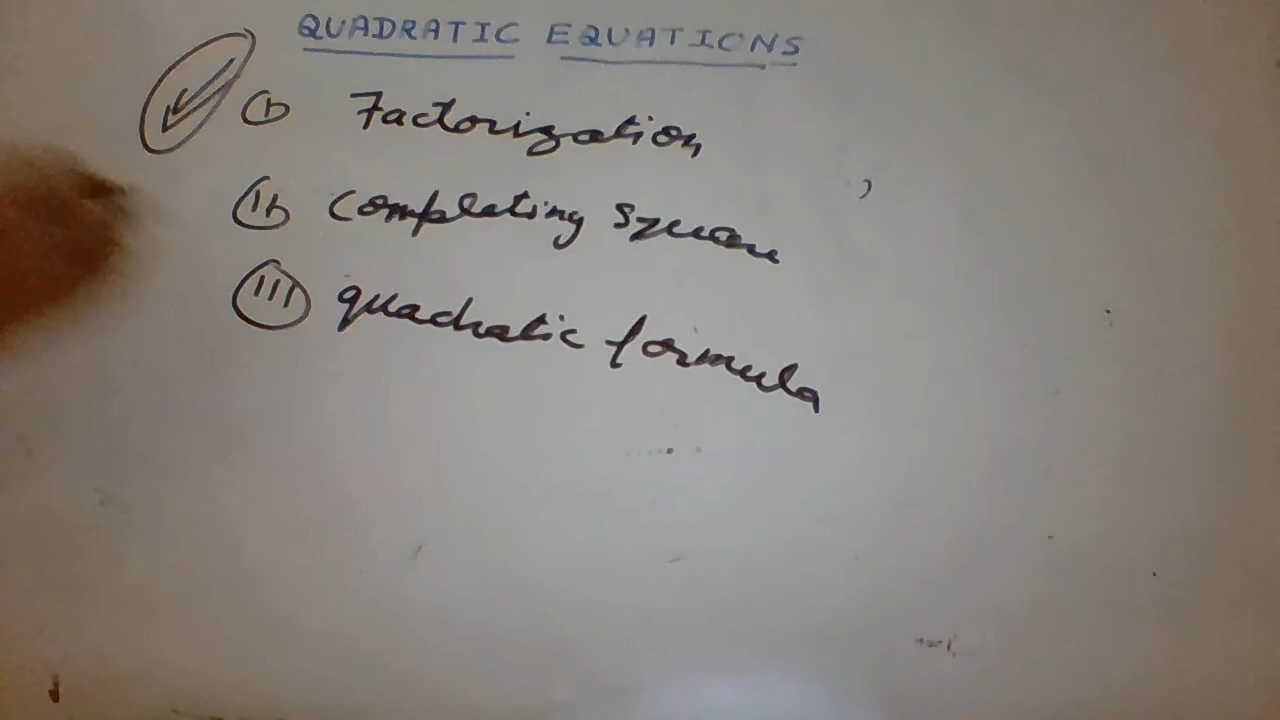 QUADRATIC EQUATIONS
(i) Factorization
(ii) Completing square
(iii) quadratic formula